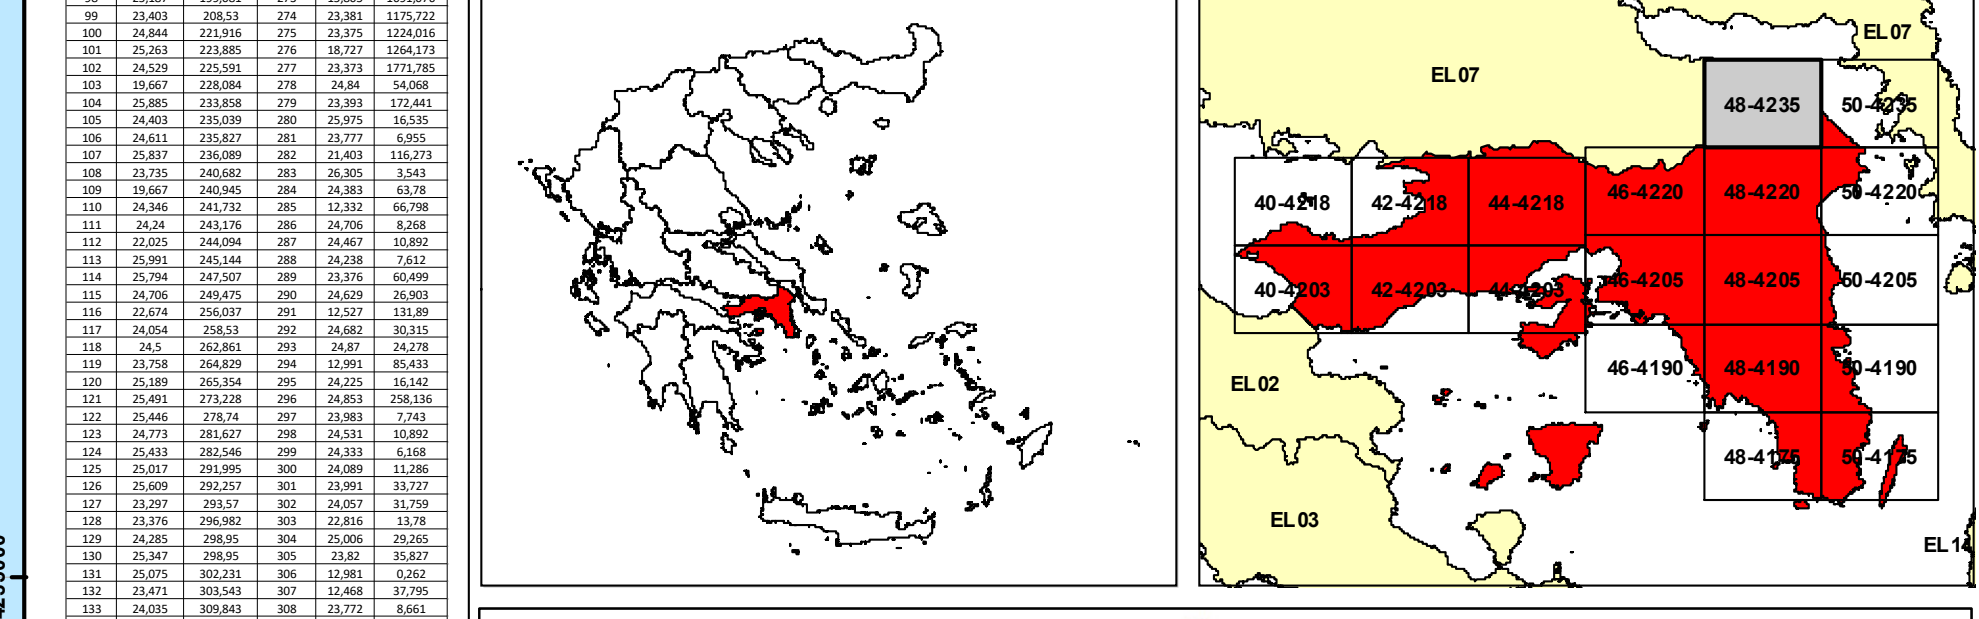 99 23,403 208,53 274 23,381 1175,722
100 24,844 221,916 275 23,375 1224,016
101 25,263 223,885 276 18,727 1264,173
102 24,529 225,591 277 23,373 1771,785
103 19,667 228,084 278 24,84 54,068
104 25,885 233,858 279 23,393 172,441
105 24,403 235,039 280 25,975 16,535
106 24,611 235,827 281 23,777 6,955
107 25,837 236,089 282 21,403 116,273
108 23,735 240,682 283 26,305 3,543
109 19,667 240,945 284 24,383 63,78
110 24,346 241,732 285 12,332 66,798
111 24,24 243,176 286 24,706 8,268
112 22,025 244,094 287 24,467 10,892
113 25,991 245,144 288 24,238 7,612
114 25,794 247,507 289 23,376 60,499
115 24,706 249,475 290 24,629 26,903
116 22,674 256,037 291 12,527 131,89
117 24,054 258,53 292 24,682 30,315
118 24,5 262,861 293 24,87 24,278
119 23,758 264,829 294 12,991 85,433
120 25,189 265,354 295 24,225 16,142
121 25,491 273,228 296 24,853 258,136
122 25,446 278,74 297 23,983 7,743
123 24,773 281,627 298 24,531 10,892
124 25,433 282,546 299 24,333 6,168
125 25,017 291,995 300 24,089 11,286
126 25,609 292,257 301 23,991 33,727
127 23,297 293,57 302 24,057 31,759
128 23,376 296,982 303 22,816 13,78
129 24,285 298,95 304 25,006 29,265
130 25,347 298,95 305 23,82 35,827
131 25,075 302,231 306 12,981 0,262
132 23,471 303,543 307 12,468 37,795
133 24,035 309,843 308 23,772 8,661
EL07
EL07
48-4235 50-4235
40-4218 42-4218 44-4218 46-4220 48-4220 50-4220
40-4203 42-4203 44-4203 46-4205 48-4205 50-4205
EL02
46-4190 48-4190 50-4190
48-4175 50-4175
EL03
EL14